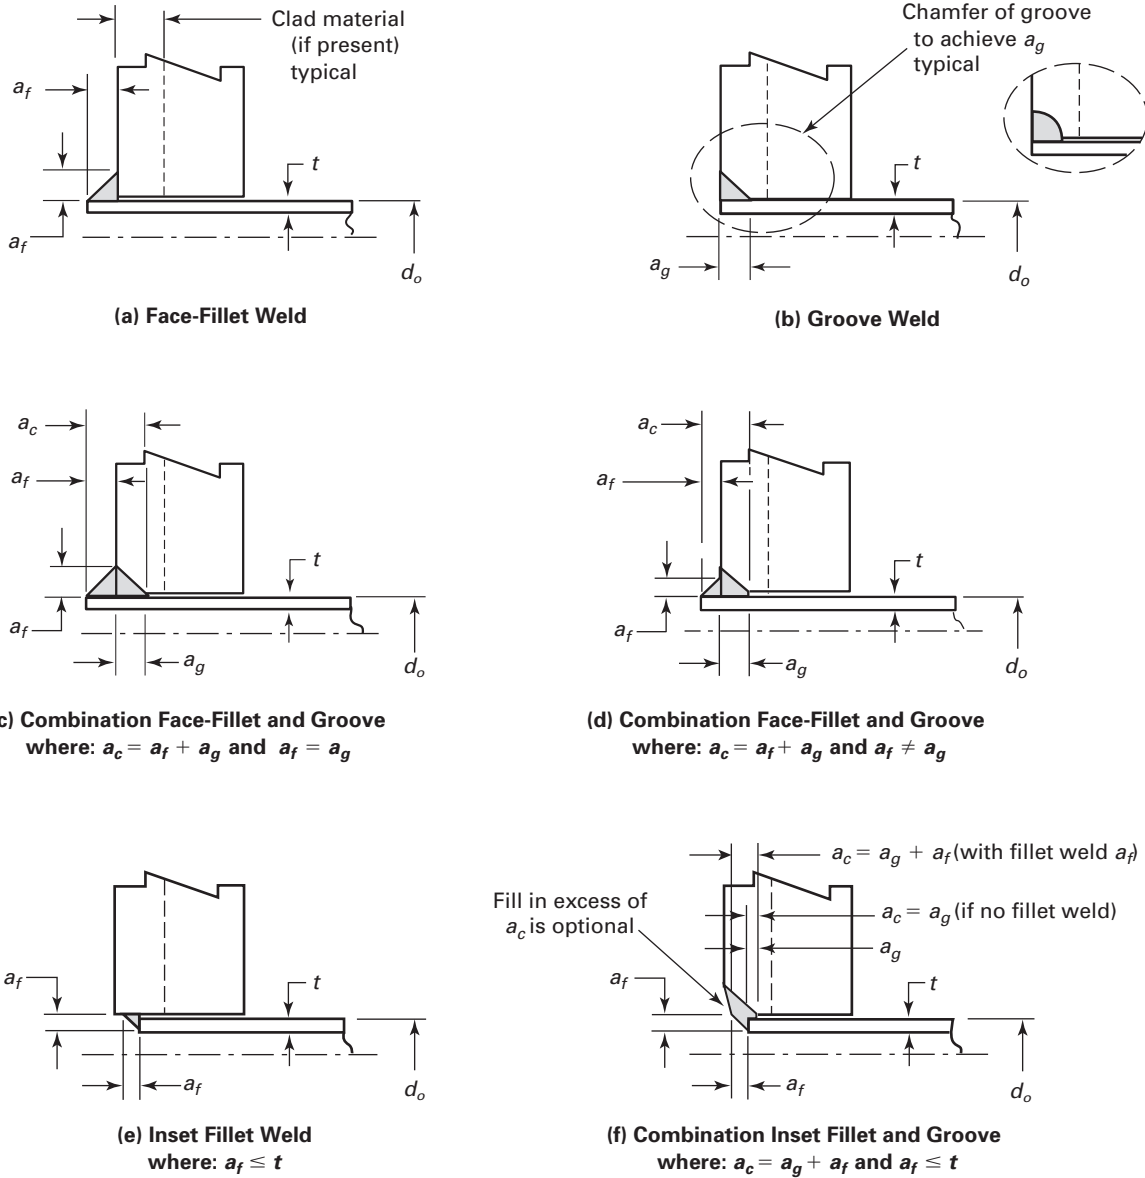 Clad material
(if present)
typical
a_f
t
a_f
d_o
(a) Face-Fillet Weld
Chamfer of groove
to achieve a_g
typical
t
a_g
d_o
(b) Groove Weld
a_c
a_f
t
a_f
a_g
d_o
c) Combination Face-Fillet and Groove
where: a_c = a_f + a_g and a_f = a_g
a_c
a_f
t
a_f
a_g
d_o
(d) Combination Face-Fillet and Groove
where: a_c = a_f + a_g and a_f ≠ a_g
a_f
t
a_f
d_o
(e) Inset Fillet Weld
where: a_f ≤ t
a_c = a_g + a_f (with fillet weld a_f)
Fill in excess of
a_c is optional
a_c = a_g (if no fillet weld)
a_g
a_f
t
a_f
d_o
(f) Combination Inset Fillet and Groove
where: a_c = a_g + a_f and a_f ≤ t